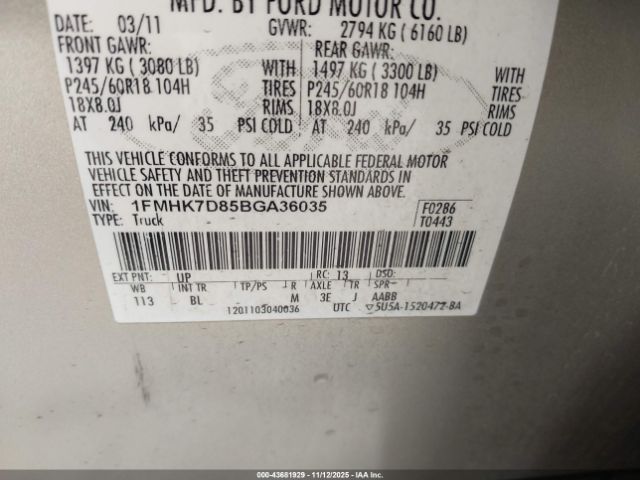 MFD. BY FORD MOTOR CO.
DATE: 03/11 GVWR: 2794 KG ( 6160 LB)
FRONT GAWR: REAR GAWR:
1397 KG ( 3080 LB) WITH 1497 KG ( 3300 LB) WITH
P245/60R18 104H TIRES P245/60R18 104H TIRES
18X8.0J RIMS 18X8.0J RIMS
AT 240 kPa/ 35 PSI COLD AT 240 kPa/ 35 PSI COLD
THIS VEHICLE CONFORMS TO ALL APPLICABLE FEDERAL MOTOR
VEHICLE SAFETY AND THEFT PREVENTION STANDARDS IN
EFFECT ON THE DATE OF MANUFACTURE SHOWN ABOVE.
VIN: 1FMHK7D85BGA36035 F0286
TYPE: Truck T0443
EXT PNT: UP RC: 13 DSO:
WB INT TR TP/PS R AXLE TR SPR
113 BL M 3E J AABB
1201103040036 UTC ▽5U5A-1520472-BA
000-43681929 - 11/12/2025 - IAAI.COM